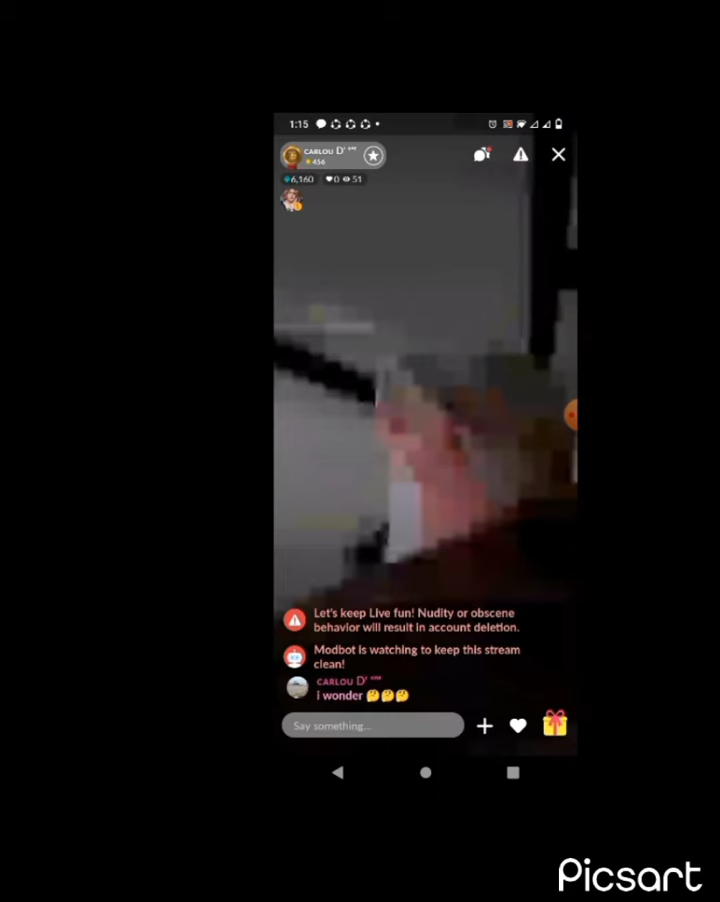 1:15
CARLOU D'
456
6,160 0 51
Let's keep Live fun! Nudity or obscene
behavior will result in account deletion.
Modbot is watching to keep this stream
clean!
CARLOU D'
i wonder 🤔🤔🤔
Say something...
Picsart